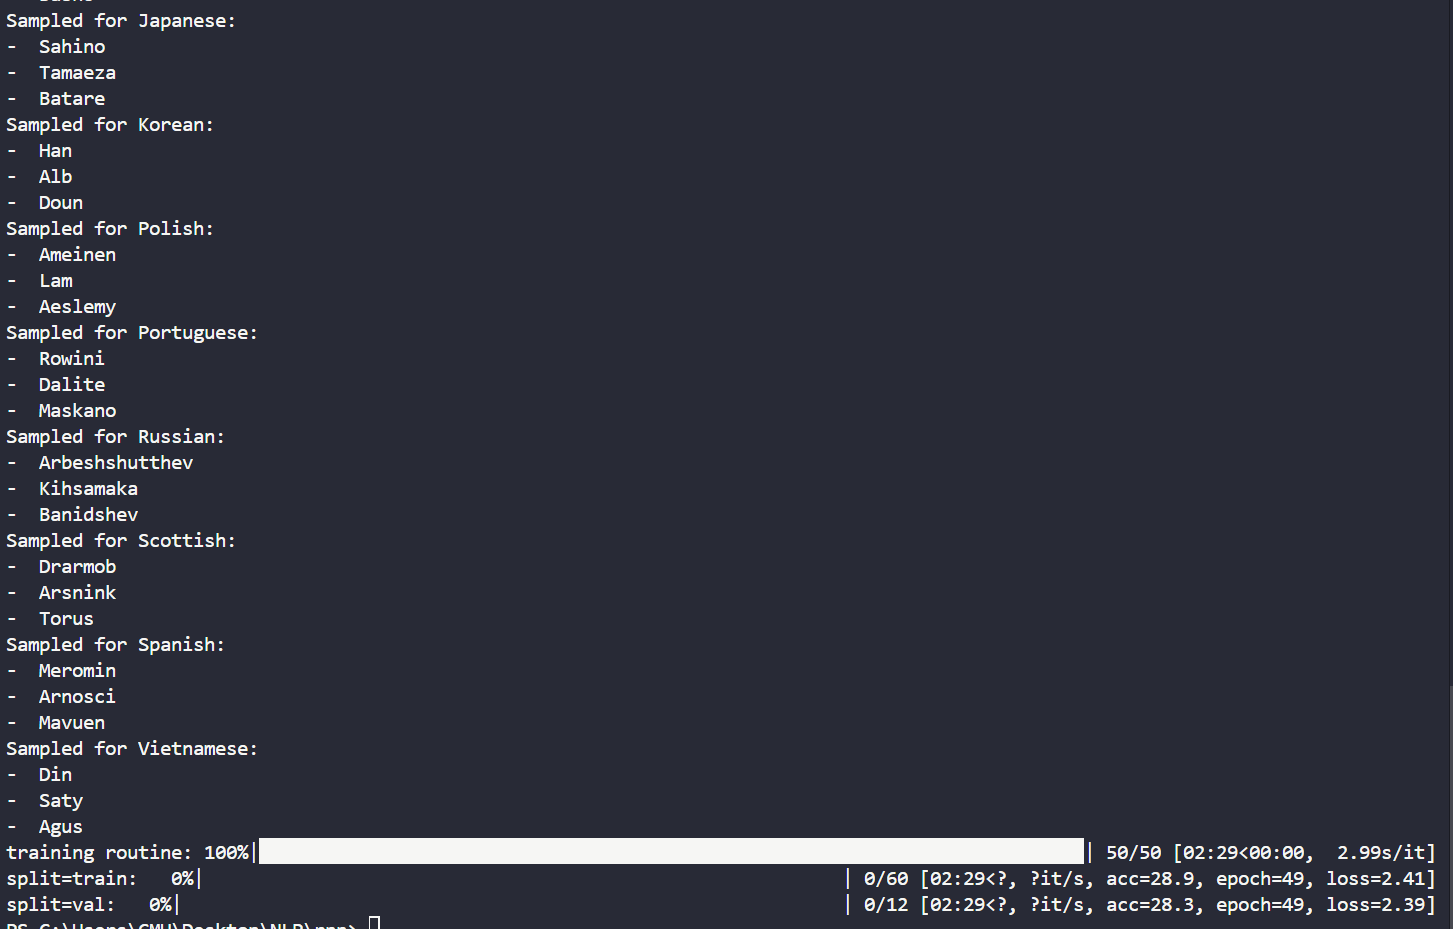 Sampled for Japanese:
-  Sahino
-  Tamaeza
-  Batare
Sampled for Korean:
-  Han
-  Alb
-  Doun
Sampled for Polish:
-  Ameinen
-  Lam
-  Aeslemy
Sampled for Portuguese:
-  Rowini
-  Dalite
-  Maskano
Sampled for Russian:
-  Arbeshshutthev
-  Kihsamaka
-  Banidshev
Sampled for Scottish:
-  Drarmob
-  Arsnink
-  Torus
Sampled for Spanish:
-  Meromin
-  Arnosci
-  Mavuen
Sampled for Vietnamese:
-  Din
-  Saty
-  Agus
training routine: 100%| | 50/50 [02:29<00:00,  2.99s/it]
split=train:   0%| | 0/60 [02:29<?, ?it/s, acc=28.9, epoch=49, loss=2.41]
split=val:   0%| | 0/12 [02:29<?, ?it/s, acc=28.3, epoch=49, loss=2.39]